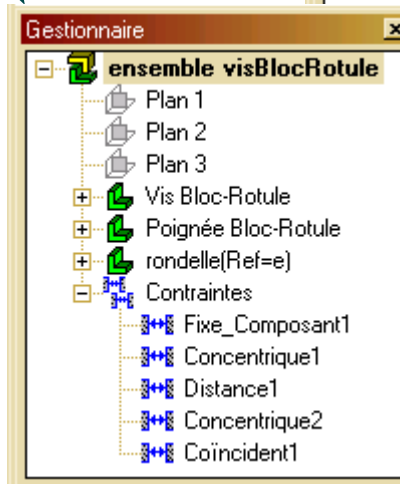 Gestionnaire
ensemble visBlocRotule
Plan 1
Plan 2
Plan 3
Vis Bloc-Rotule
Poignée Bloc-Rotule
rondelle(Ref=e)
Contraintes
Fixe_Composant1
Concentrique1
Distance1
Concentrique2
Coïncident1